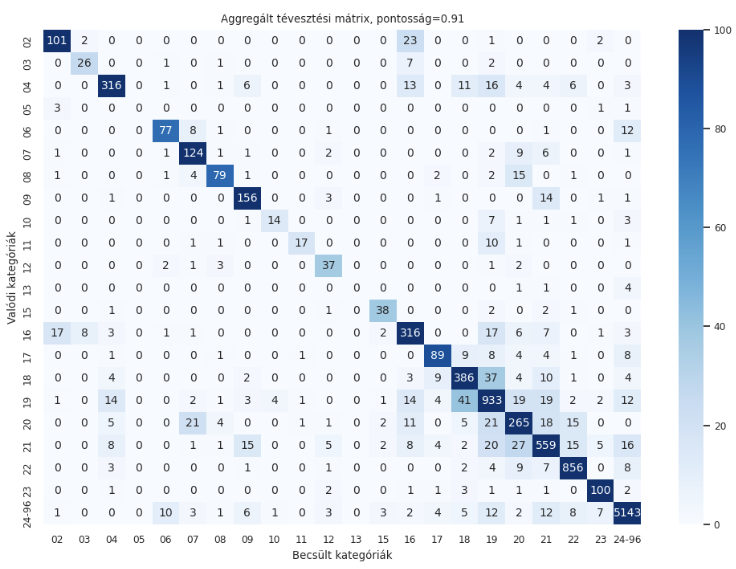 Aggregált tévesztési mátrix, pontosság=0.91
02 101 2 0 0 0 0 0 0 0 0 0 0 0 23 0 0 1 0 0 0 2 0
03 0 26 0 0 1 0 1 0 0 0 0 0 0 7 0 0 2 0 0 0 0 0
04 0 0 316 0 1 0 1 6 0 0 0 0 0 13 0 11 16 4 4 6 0 3
05 3 0 0 0 0 0 0 0 0 0 0 0 0 0 0 0 0 0 0 0 1 1
06 0 0 0 0 77 8 1 0 0 0 1 0 0 0 0 0 0 0 1 0 0 12
07 1 0 0 0 1 124 1 1 0 0 2 0 0 0 0 0 2 9 6 0 0 1
08 1 0 0 0 1 4 79 1 0 0 0 0 0 0 2 0 2 15 0 1 0 0
09 0 0 1 0 0 0 0 156 0 0 3 0 0 0 1 0 0 0 14 0 1 1
10 0 0 0 0 0 0 0 1 14 0 0 0 0 0 0 0 7 1 1 1 0 3
11 0 0 0 0 0 1 1 0 0 17 0 0 0 0 0 0 10 1 0 0 0 1
12 0 0 0 0 2 1 3 0 0 0 37 0 0 0 0 0 1 2 0 0 0 0
13 0 0 0 0 0 0 0 0 0 0 0 0 0 0 0 0 0 1 1 0 0 4
15 0 0 1 0 0 0 0 0 0 0 1 0 38 0 0 0 2 0 2 1 0 0
16 17 8 3 0 1 1 0 0 0 0 0 0 2 316 0 0 17 6 7 0 1 3
17 0 0 1 0 0 0 1 0 0 1 0 0 0 0 89 9 8 4 4 1 0 8
18 0 0 4 0 0 0 0 2 0 0 0 0 0 3 9 386 37 4 10 1 0 4
19 1 0 14 0 0 2 1 3 4 1 0 0 1 14 4 41 933 19 19 2 2 12
20 0 0 5 0 0 21 4 0 0 1 1 0 2 11 0 5 21 265 18 15 0 0
21 0 0 8 0 0 1 1 15 0 0 5 0 2 8 4 2 20 27 559 15 5 16
22 0 0 3 0 0 0 0 1 0 0 1 0 0 0 0 2 4 9 7 856 0 8
23 0 0 1 0 0 0 0 0 0 0 2 0 0 1 1 3 1 1 1 0 100 2
24-96 1 0 0 0 10 3 1 6 1 0 3 0 3 2 4 5 12 2 12 8 7 5143
02 03 04 05 06 07 08 09 10 11 12 13 15 16 17 18 19 20 21 22 23 24-96
Becsült kategóriák
Valódi kategóriák
100
80
60
40
20
0